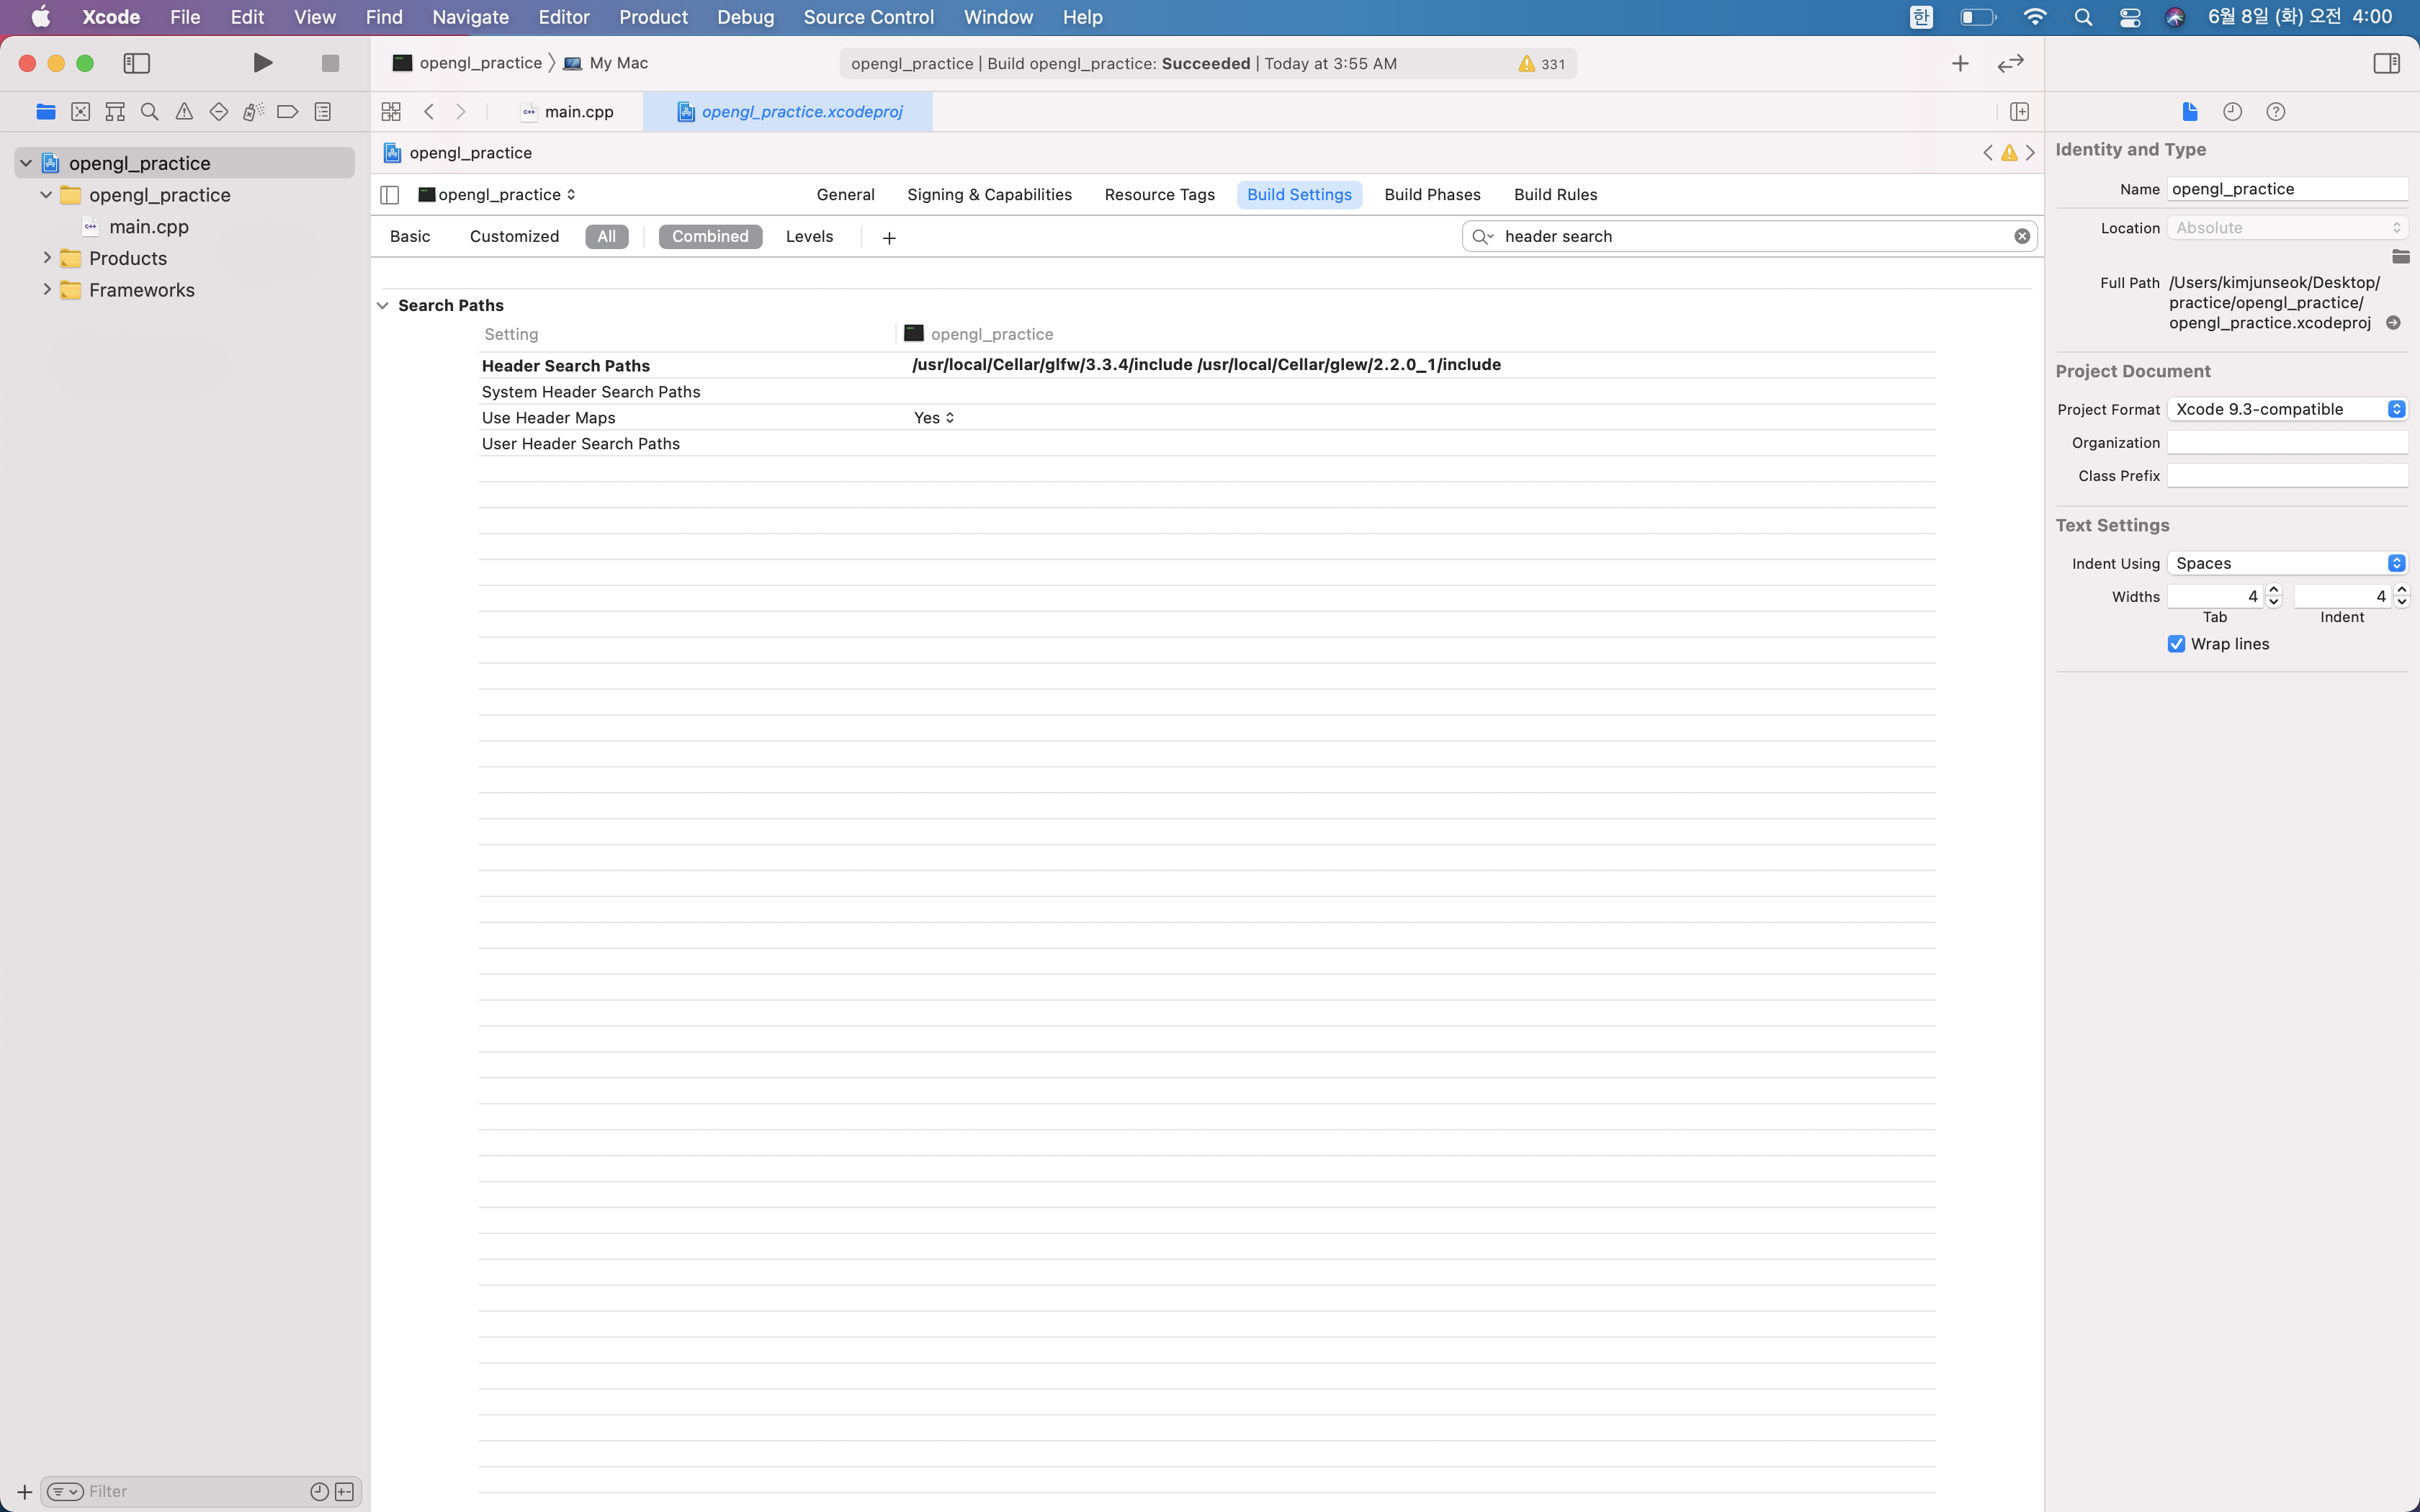 Xcode File Edit View Find Navigate Editor Product Debug Source Control Window Help 한 6월 8일 (화) 오전 4:00
opengl_practice My Mac opengl_practice | Build opengl_practice: Succeeded | Today at 3:55 AM 331
main.cpp opengl_practice.xcodeproj
opengl_practice
opengl_practice
main.cpp
Products
Frameworks
Filter
opengl_practice
opengl_practice General Signing & Capabilities Resource Tags Build Settings Build Phases Build Rules
Basic Customized All Combined Levels header search
Search Paths
Setting opengl_practice
Header Search Paths /usr/local/Cellar/glfw/3.3.4/include /usr/local/Cellar/glew/2.2.0_1/include
System Header Search Paths
Use Header Maps Yes
User Header Search Paths
Identity and Type
Name opengl_practice
Location Absolute
Full Path /Users/kimjunseok/Desktop/
practice/opengl_practice/
opengl_practice.xcodeproj
Project Document
Project Format Xcode 9.3-compatible
Organization
Class Prefix
Text Settings
Indent Using Spaces
Widths 4 4
Tab Indent
Wrap lines